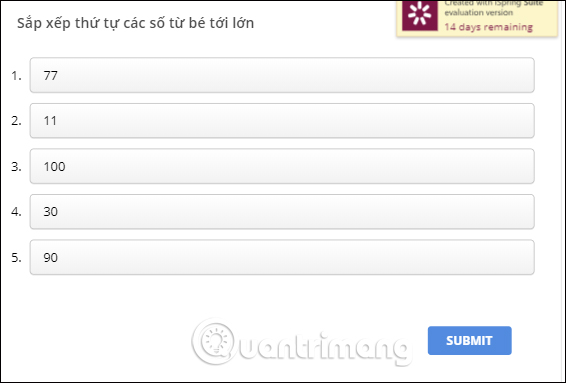 Sắp xếp thứ tự các số từ bé tới lớn
Created with iSpring Suite
evaluation version
14 days remaining
1. 77
2. 11
3. 100
4. 30
5. 90
Quantrimang
SUBMIT